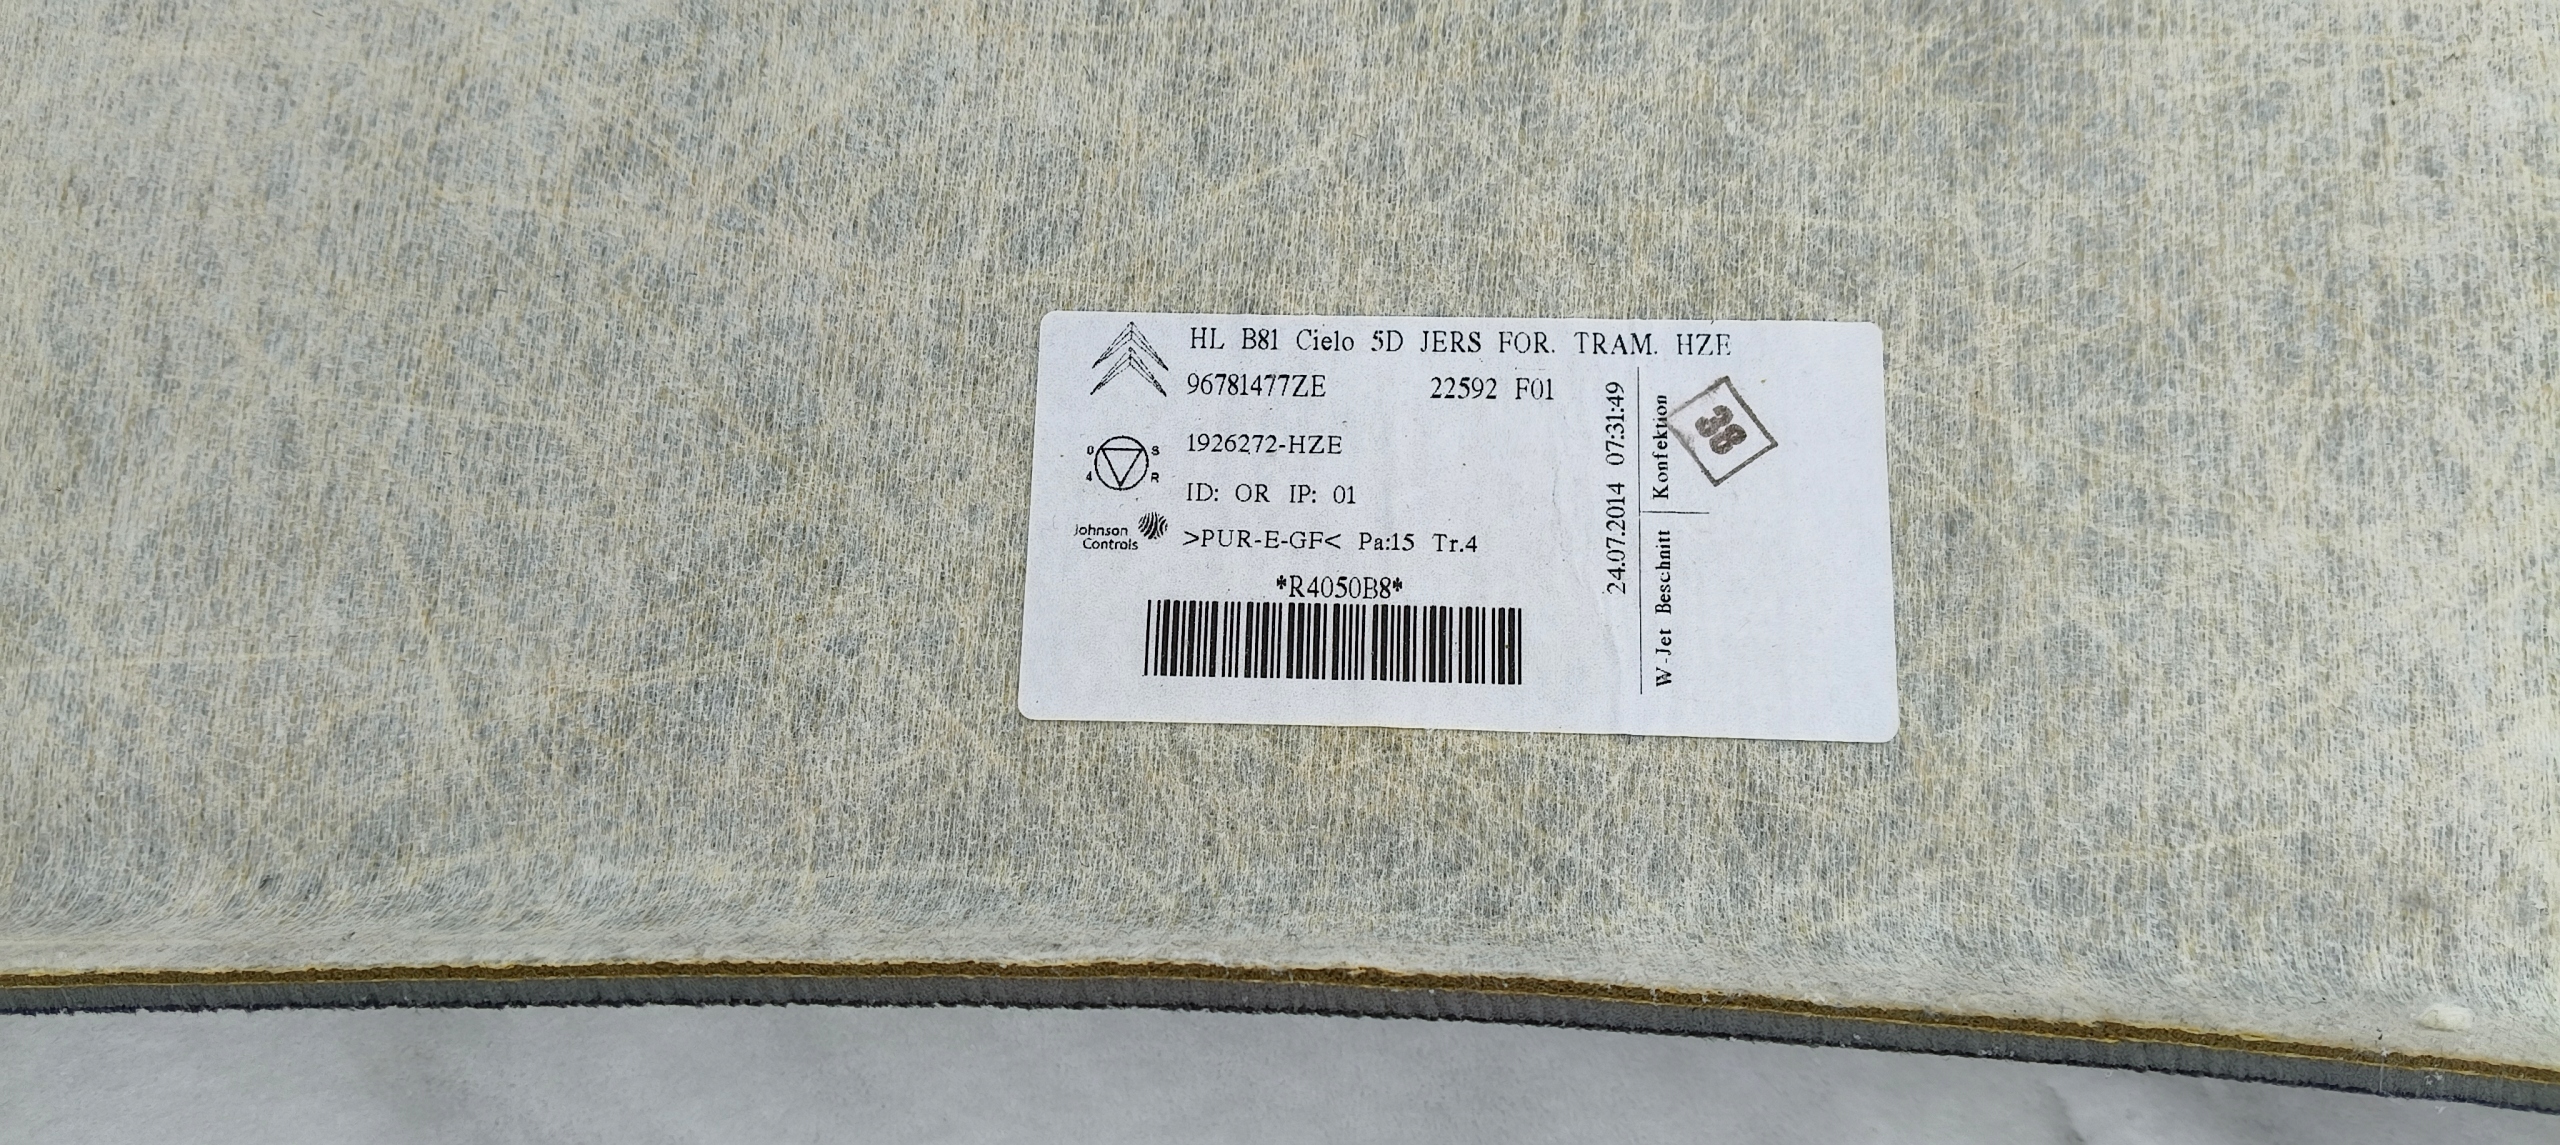 HL B81 Cielo 5D JERS FOR. TRAM. HZE
96781477ZE 22592 F01
1926272-HZE
O S
4 R
ID: OR IP: 01
Johnson
Controls
>PUR-E-GF< Pa:15 Tr.4
*R4050B8*
24.07.2014 07:31:49
W-Jet Beschnitt Konfektion
38